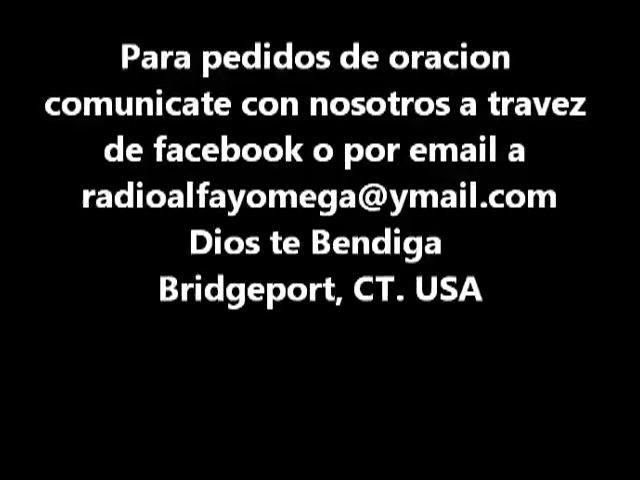 Para pedidos de oracion
comunicate con nosotros a travez
de facebook o por email a
radioalfayomega@ymail.com
Dios te Bendiga
Bridgeport, CT. USA